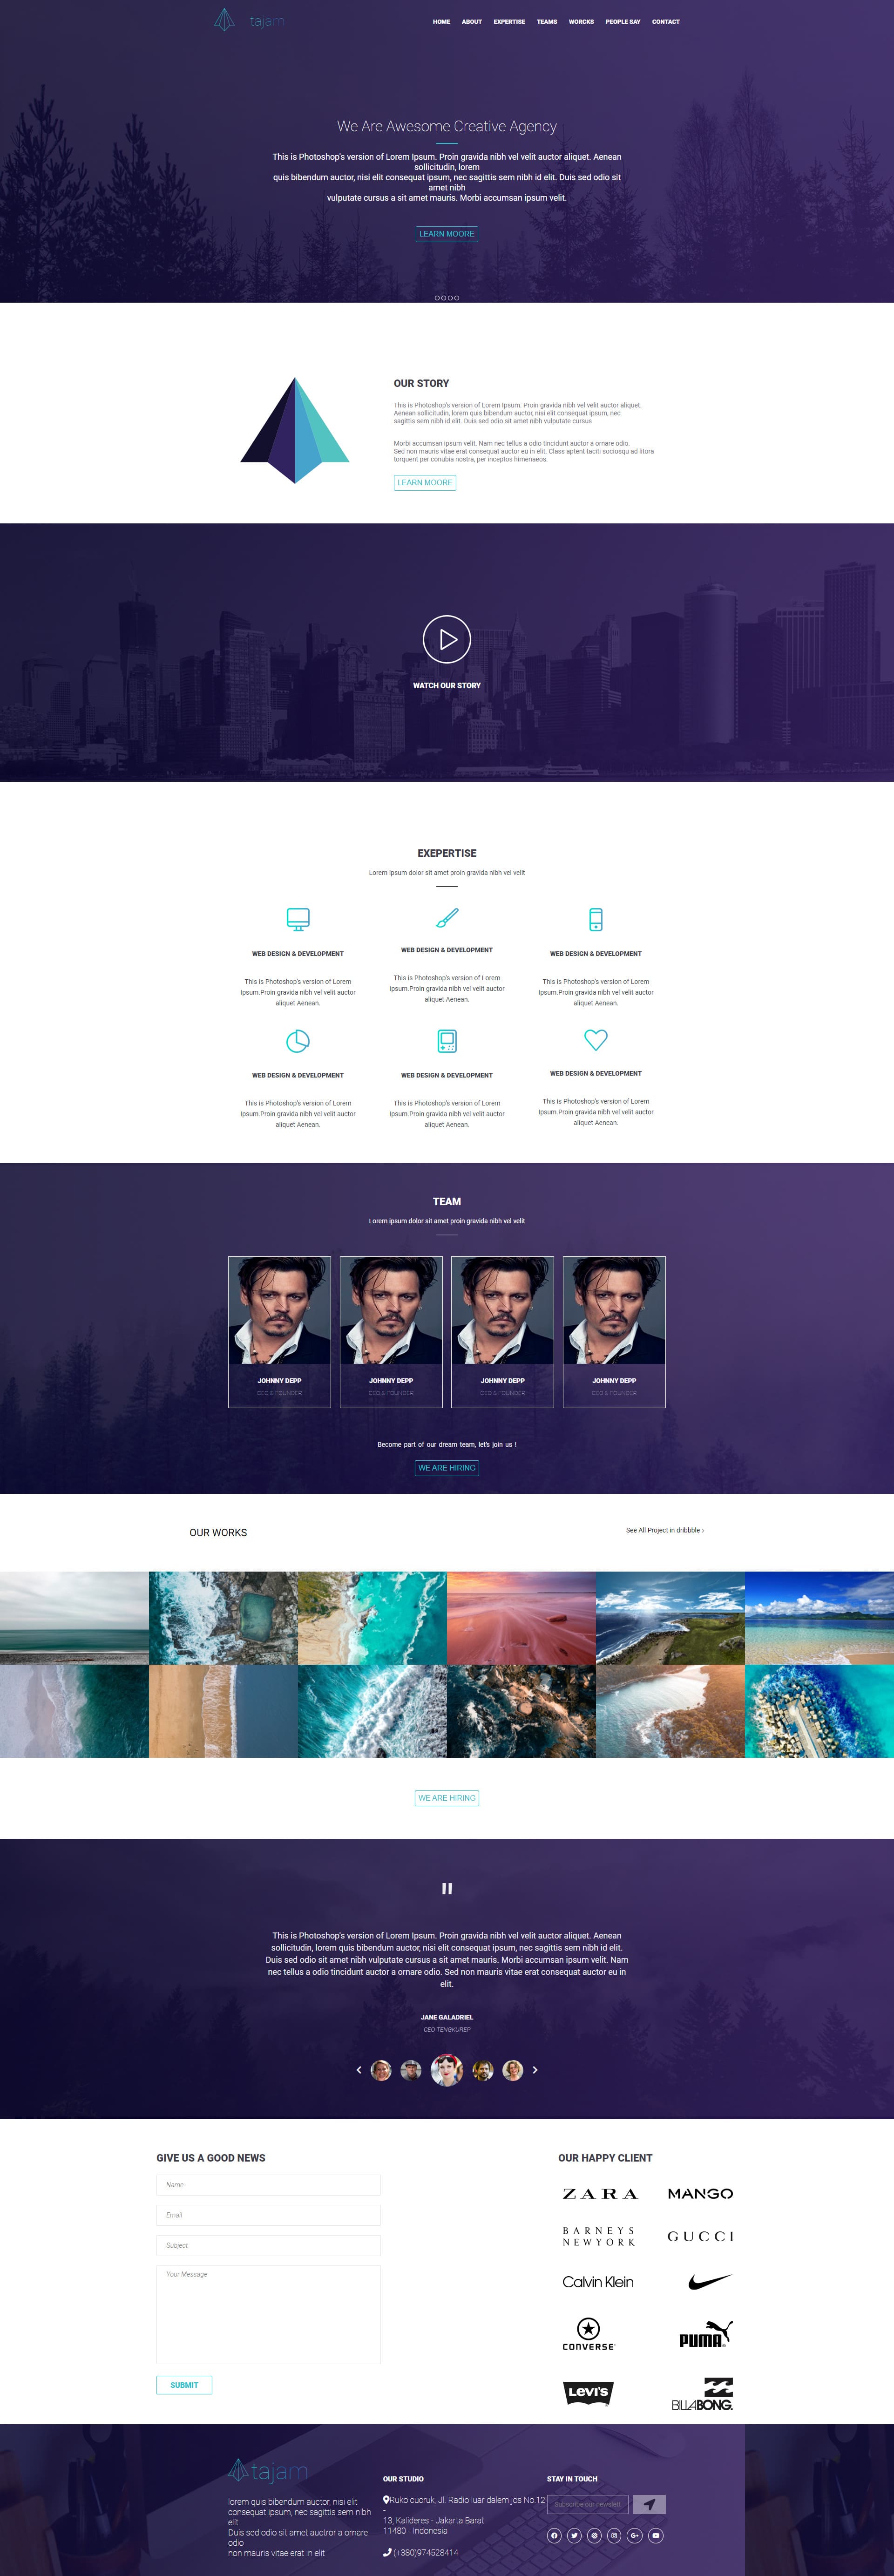 tajam
HOME ABOUT EXPERTISE TEAMS WORCKS PEOPLE SAY CONTACT
We Are Awesome Creative Agency
This is Photoshop's version of Lorem Ipsum. Proin gravida nibh vel velit auctor aliquet. Aenean
sollicitudin, lorem
quis bibendum auctor, nisi elit consequat ipsum, nec sagittis sem nibh id elit. Duis sed odio sit
amet nibh
vulputate cursus a sit amet mauris. Morbi accumsan ipsum velit.
LEARN MOORE
OUR STORY
This is Photoshop's version of Lorem Ipsum. Proin gravida nibh vel velit auctor aliquet.
Aenean sollicitudin, lorem quis bibendum auctor, nisi elit consequat ipsum, nec
sagittis sem nibh id elit. Duis sed odio sit amet nibh vulputate cursus
Morbi accumsan ipsum velit. Nam nec tellus a odio tincidunt auctor a ornare odio.
Sed non mauris vitae erat consequat auctor eu in elit. Class aptent taciti sociosqu ad litora
torquent per conubia nostra, per inceptos himenaeos.
LEARN MOORE
WATCH OUR STORY
EXEPERTISE
Lorem ipsum dolor sit amet proin gravida nibh vel velit
WEB DESIGN & DEVELOPMENT
This is Photoshop's version of Lorem
Ipsum.Proin gravida nibh vel velit auctor
aliquet Aenean.
WEB DESIGN & DEVELOPMENT
This is Photoshop's version of Lorem
Ipsum.Proin gravida nibh vel velit auctor
aliquet Aenean.
WEB DESIGN & DEVELOPMENT
This is Photoshop's version of Lorem
Ipsum.Proin gravida nibh vel velit auctor
aliquet Aenean.
WEB DESIGN & DEVELOPMENT
This is Photoshop's version of Lorem
Ipsum.Proin gravida nibh vel velit auctor
aliquet Aenean.
WEB DESIGN & DEVELOPMENT
This is Photoshop's version of Lorem
Ipsum.Proin gravida nibh vel velit auctor
aliquet Aenean.
WEB DESIGN & DEVELOPMENT
This is Photoshop's version of Lorem
Ipsum.Proin gravida nibh vel velit auctor
aliquet Aenean.
TEAM
Lorem ipsum dolor sit amet proin gravida nibh vel velit
JOHNNY DEPP
CEO & FOUNDER
JOHNNY DEPP
CEO & FOUNDER
JOHNNY DEPP
CEO & FOUNDER
JOHNNY DEPP
CEO & FOUNDER
Become part of our dream team, let's join us !
WE ARE HIRING
OUR WORKS
See All Project in dribbble ›
WE ARE HIRING
"
This is Photoshop's version of Lorem Ipsum. Proin gravida nibh vel velit auctor aliquet. Aenean
sollicitudin, lorem quis bibendum auctor, nisi elit consequat ipsum, nec sagittis sem nibh id elit.
Duis sed odio sit amet nibh vulputate cursus a sit amet mauris. Morbi accumsan ipsum velit. Nam
nec tellus a odio tincidunt auctor a ornare odio. Sed non mauris vitae erat consequat auctor eu in
elit.
JANE GALADRIEL
CEO TENGKUREP
GIVE US A GOOD NEWS
Name
Email
Subject
Your Message
SUBMIT
OUR HAPPY CLIENT
ZARA MANGO
BARNEYS
NEWYORK
GUCCI
Calvin Klein
CONVERSE
PUMA
LEVI'S
BILLABONG
tajam
lorem quis bibendum auctor, nisi elit
consequat ipsum, nec sagittis sem nibh
elit.
Duis sed odio sit amet auctror a ornare
odio
non mauris vitae erat in elit
OUR STUDIO
Ruko cucruk, Jl. Radio luar dalem jos No.12
-
13, Kalideres - Jakarta Barat
11480 - Indonesia
(+380)974528414
STAY IN TOUCH
Subscribe our newslett